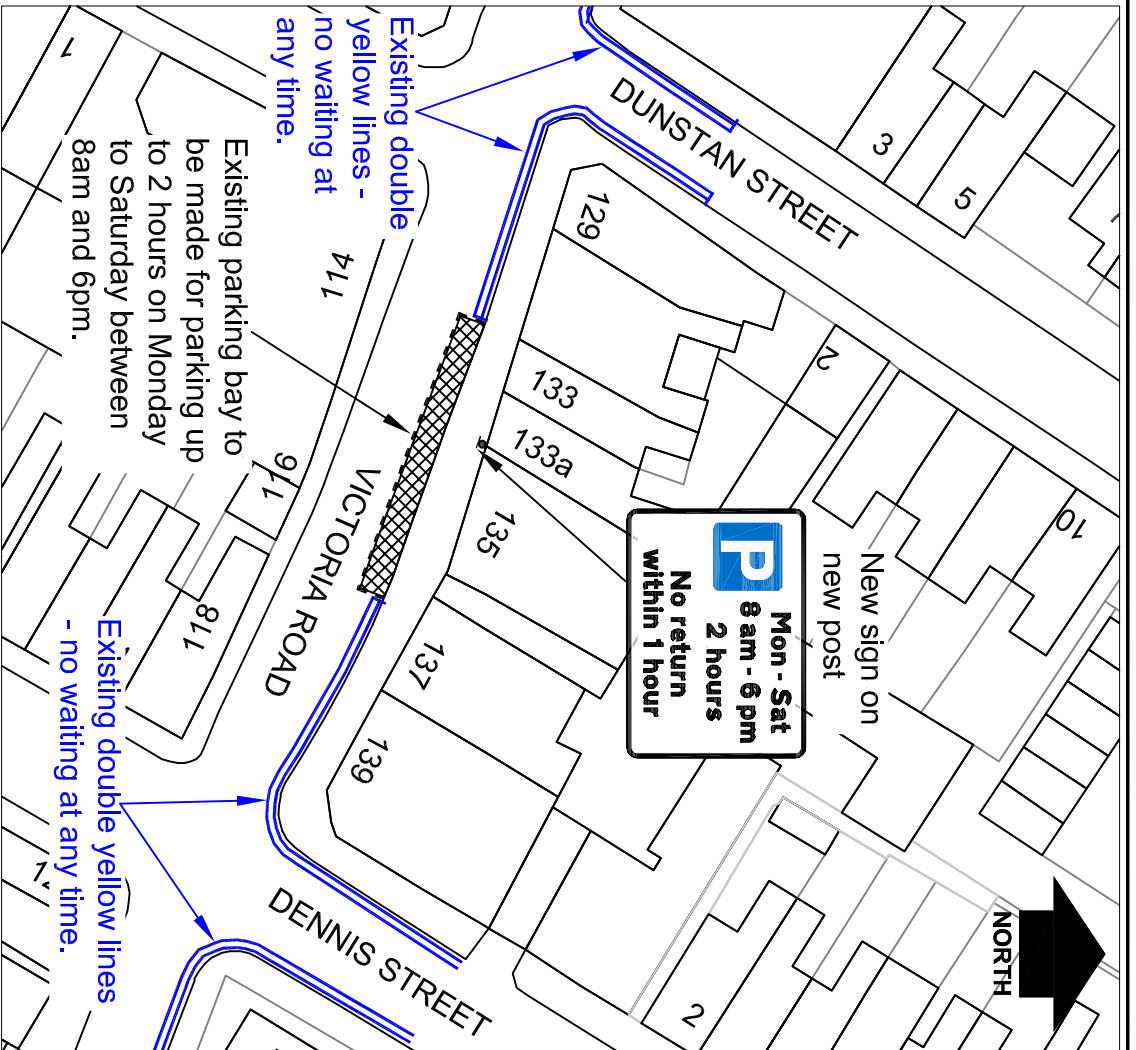 Existing double
yellow lines -
no waiting at
any time.
DUNSTAN STREET
3
5
1
129
114
2
Existing parking bay to
be made for parking up
to 2 hours on Monday
to Saturday between
8am and 6pm.
133
133a
135
116
VICTORIA ROAD
118
10
New sign on
new post
P
Mon - Sat
8 am - 6 pm
2 hours
No return
within 1 hour
137
139
Existing double yellow lines
- no waiting at any time.
DENNIS STREET
2
NORTH